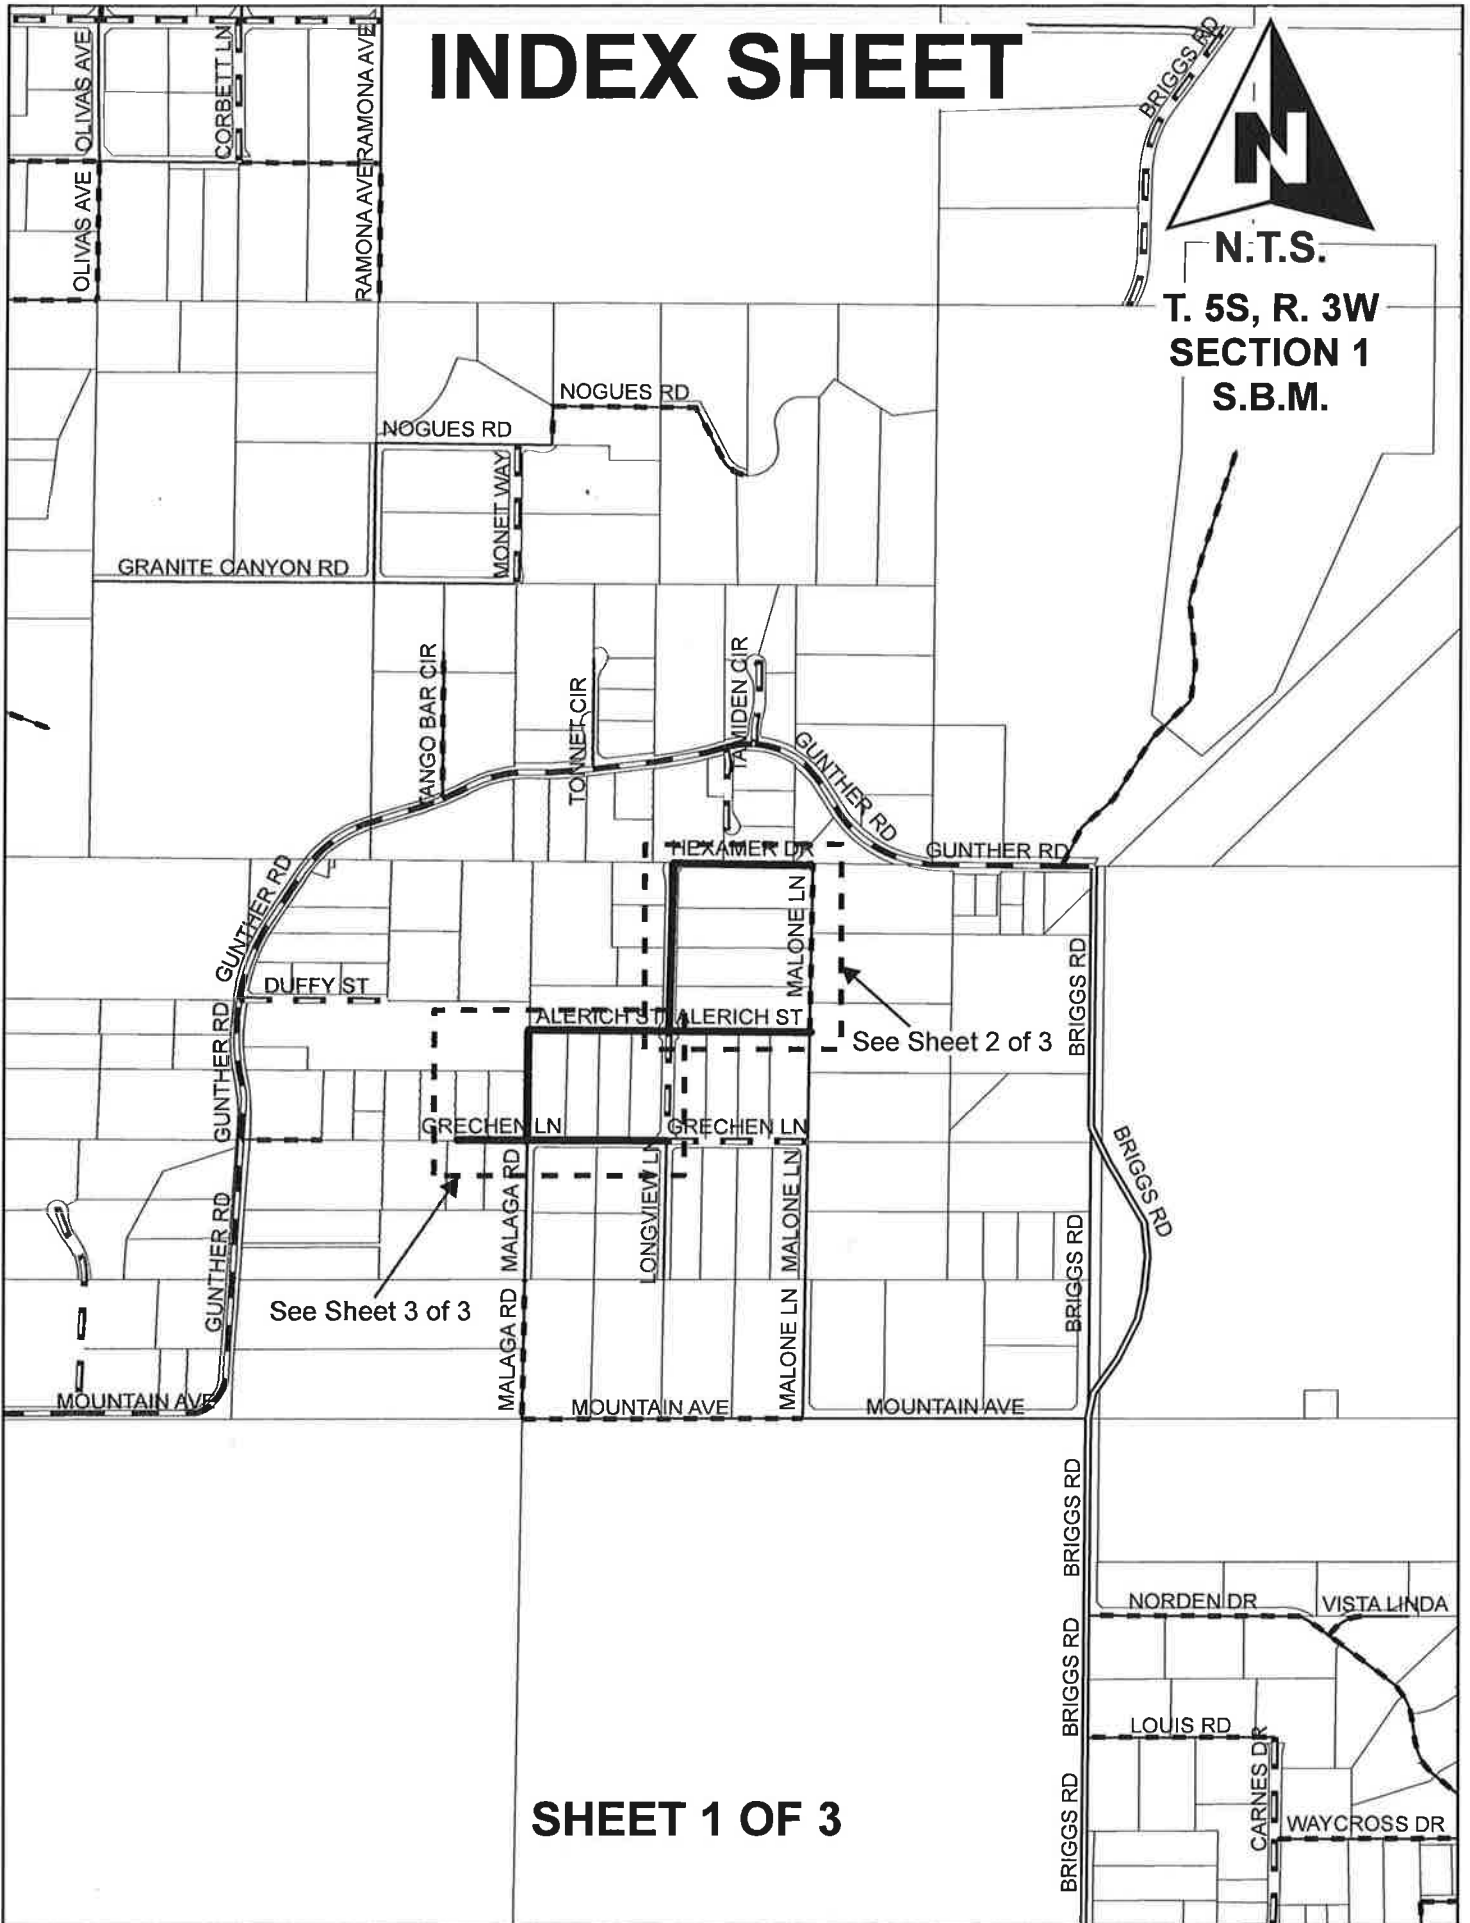 INDEX SHEET
BRIGGS RD
N
N.T.S.
T. 5S, R. 3W
SECTION 1
S.B.M.
OLIVAS AVE
CORBETT LN
RAMONA AVE
OLIVAS AVE
RAMONA AVE
NOGUES RD
NOGUES RD
MONET WAY
GRANITE CANYON RD
TANGO BAR CIR
TONNET CIR
TAMIDEN CIR
GUNTHER RD
GUNTHER RD
HEXAMER DR
GUNTHER RD
MALONE LN
BRIGGS RD
DUFFY ST
GUNTHER RD
ALERICH ST
ALERICH ST
See Sheet 2 of 3
GRECHEN LN
GRECHEN LN
BRIGGS RD
MALAGA RD
LONGVIEW LN
MALONE LN
GUNTHER RD
BRIGGS RD
See Sheet 3 of 3
MALAGA RD
MALONE LN
MOUNTAIN AVE
MOUNTAIN AVE
MOUNTAIN AVE
BRIGGS RD
NORDEN DR
VISTA LINDA
BRIGGS RD
LOUIS RD
CARNES DR
BRIGGS RD
WAYCROSS DR
SHEET 1 OF 3